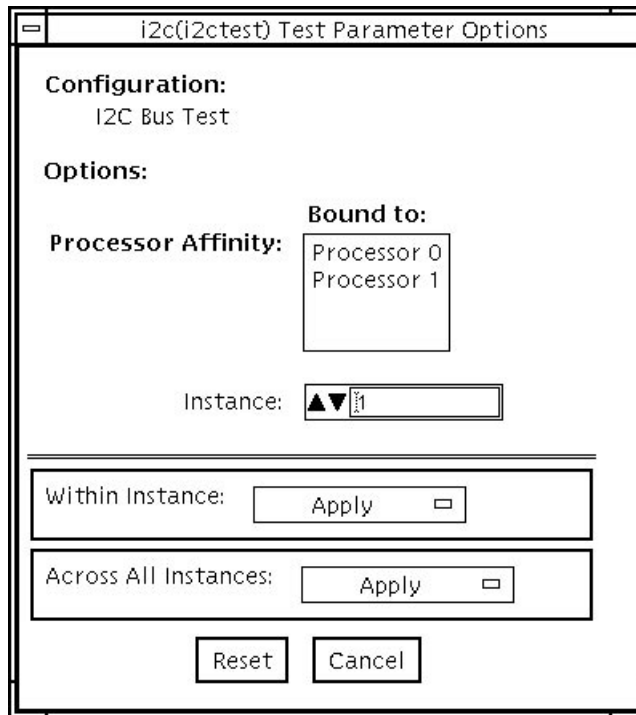 i2c(i2ctest) Test Parameter Options
Configuration:
I2C Bus Test
Options:
Bound to:
Processor Affinity:
Processor 0
Processor 1
Instance: 1
Within Instance: Apply
Across All Instances: Apply
Reset Cancel